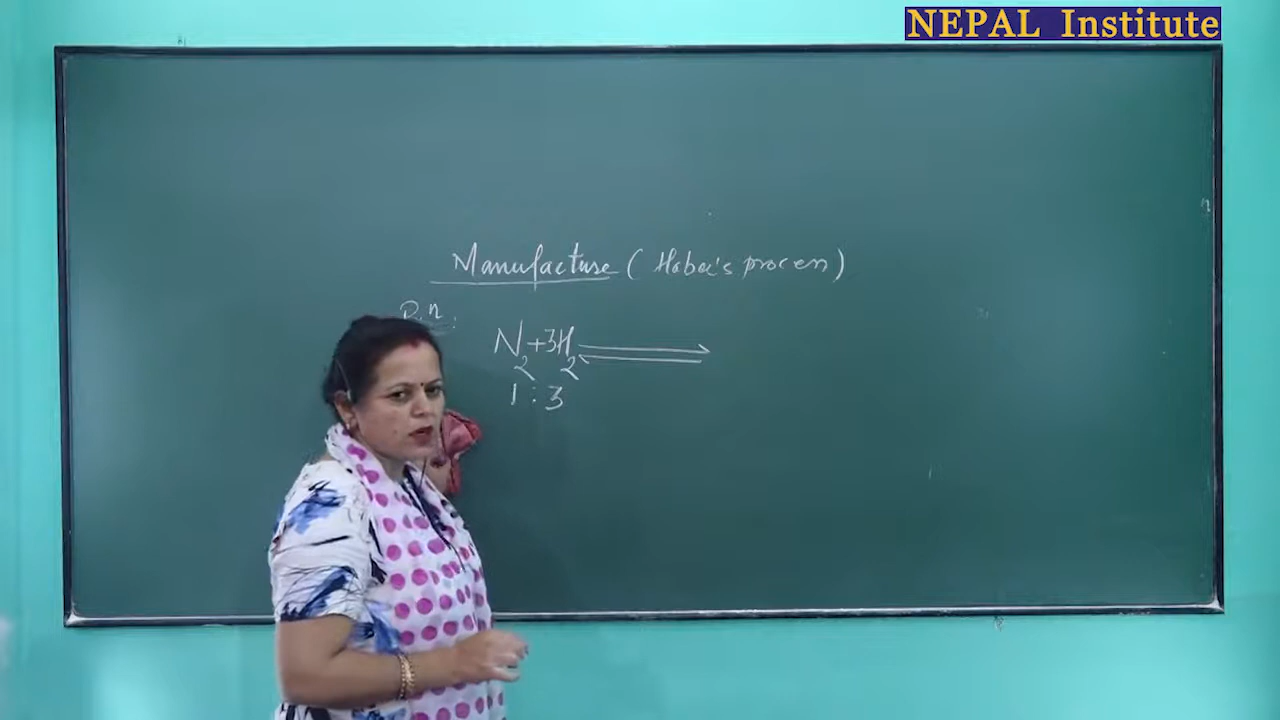 NEPAL Institute
Manufacture (Haber's process)
N₂+3H₂ ⇌
1 : 3